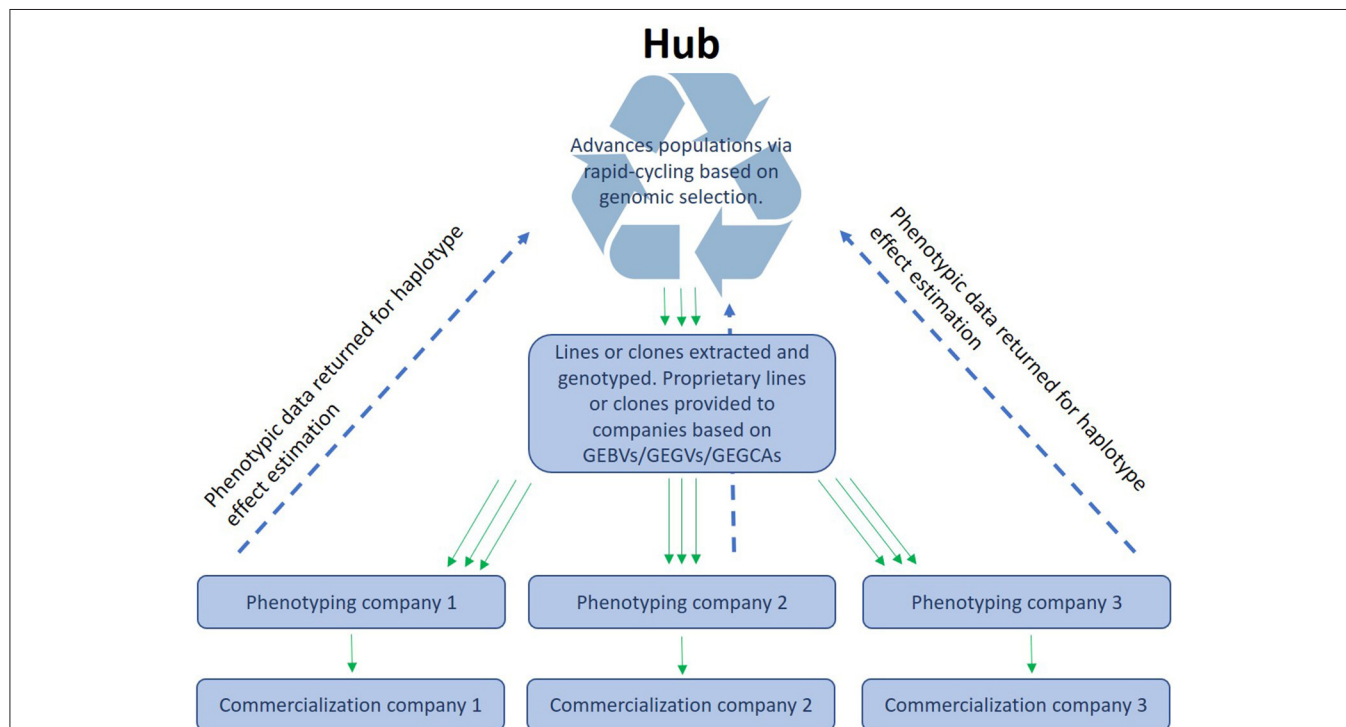 Hub
Advances populations via
rapid-cycling based on
genomic selection.
Phenotypic data returned for haplotype
effect estimation
Phenotypic data returned for haplotype
effect estimation
Lines or clones extracted and
genotyped. Proprietary lines
or clones provided to
companies based on
GEBVs/GEGVs/GEGCAs
Phenotyping company 1
Phenotyping company 2
Phenotyping company 3
Commercialization company 1
Commercialization company 2
Commercialization company 3